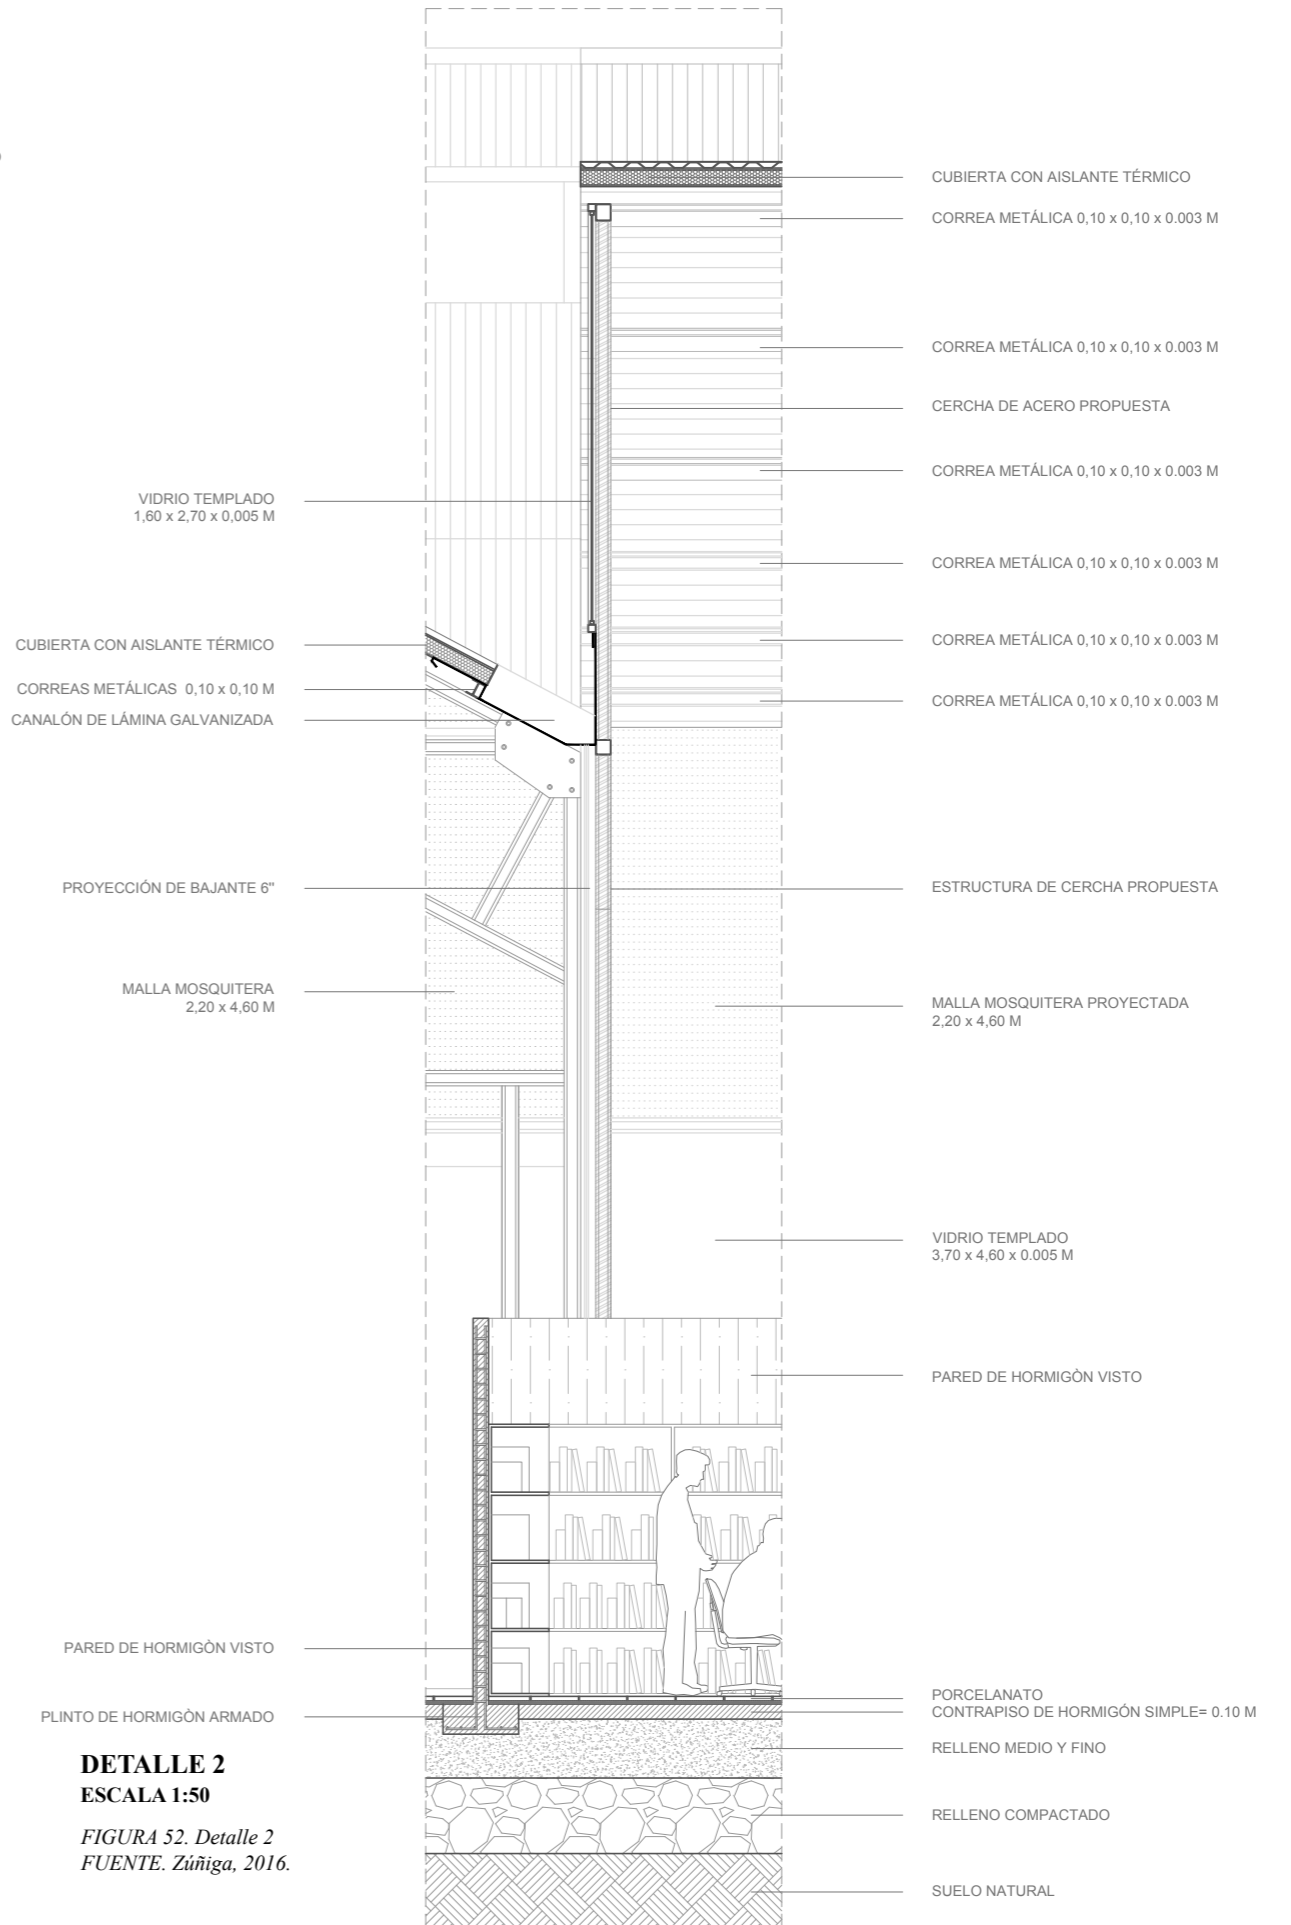 CUBIERTA CON AISLANTE TÉRMICO
CORREA METÁLICA 0,10 x 0,10 x 0.003 M
CORREA METÁLICA 0,10 x 0,10 x 0.003 M
CERCHA DE ACERO PROPUESTA
CORREA METÁLICA 0,10 x 0,10 x 0.003 M
VIDRIO TEMPLADO
1,60 x 2,70 x 0,005 M
CORREA METÁLICA 0,10 x 0,10 x 0.003 M
CUBIERTA CON AISLANTE TÉRMICO
CORREA METÁLICA 0,10 x 0,10 x 0.003 M
CORREAS METÁLICAS 0,10 x 0,10 M
CORREA METÁLICA 0,10 x 0,10 x 0.003 M
CANALÓN DE LÁMINA GALVANIZADA
PROYECCIÓN DE BAJANTE 6"
ESTRUCTURA DE CERCHA PROPUESTA
MALLA MOSQUITERA
2,20 x 4,60 M
MALLA MOSQUITERA PROYECTADA
2,20 x 4,60 M
VIDRIO TEMPLADO
3,70 x 4,60 x 0.005 M
PARED DE HORMIGÒN VISTO
PARED DE HORMIGÒN VISTO
PORCELANATO
CONTRAPISO DE HORMIGÓN SIMPLE= 0.10 M
PLINTO DE HORMIGÒN ARMADO
RELLENO MEDIO Y FINO
RELLENO COMPACTADO
SUELO NATURAL
DETALLE 2
ESCALA 1:50
FIGURA 52. Detalle 2
FUENTE. Zúñiga, 2016.